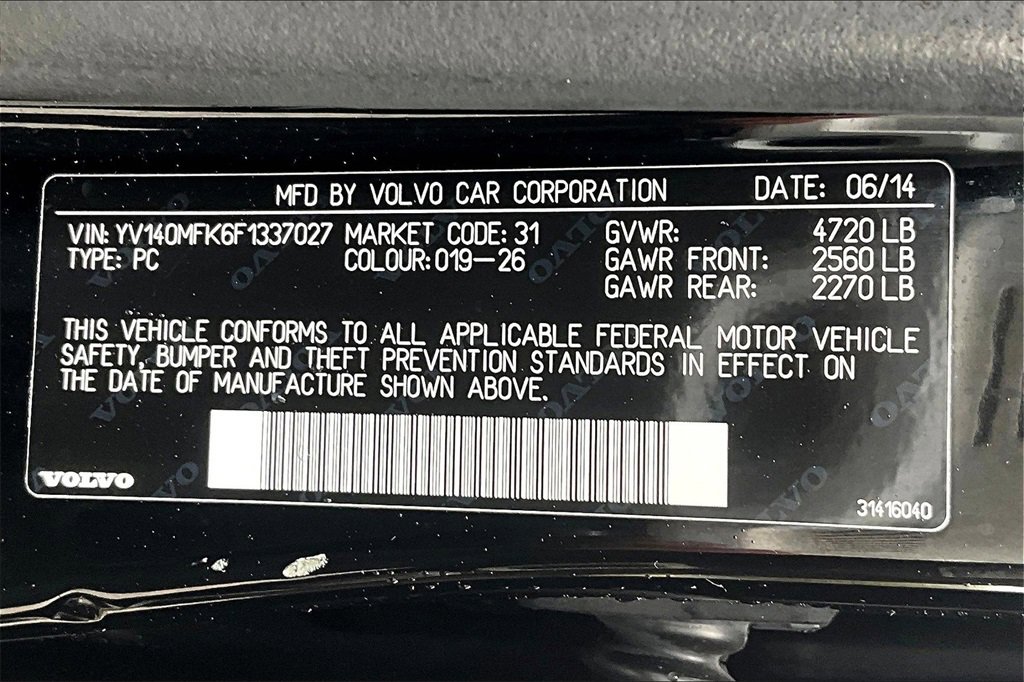 MFD BY VOLVO CAR CORPORATION DATE: 06/14
VIN: YV140MFK6F1337027 MARKET CODE: 31 GVWR: 4720 LB
TYPE: PC COLOUR: 019-26 GAWR FRONT: 2560 LB
GAWR REAR: 2270 LB
THIS VEHICLE CONFORMS TO ALL APPLICABLE FEDERAL MOTOR VEHICLE
SAFETY, BUMPER AND THEFT PREVENTION STANDARDS IN EFFECT ON
THE DATE OF MANUFACTURE SHOWN ABOVE.
VOLVO
31416040